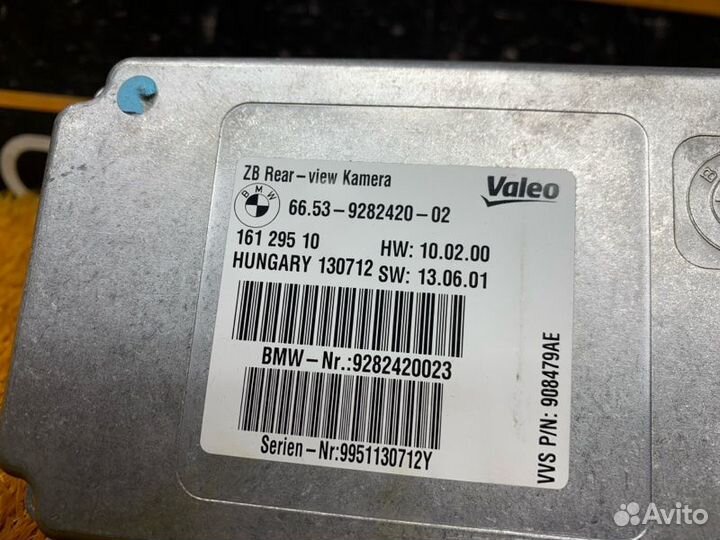 ZB Rear-view Kamera
Valeo
BMW
66.53-9282420-02
161 295 10
HW: 10.02.00
HUNGARY 130712
SW: 13.06.01
BMW-Nr.:9282420023
Serien-Nr:9951130712Y
VVS P/N: 908479AE
Avito